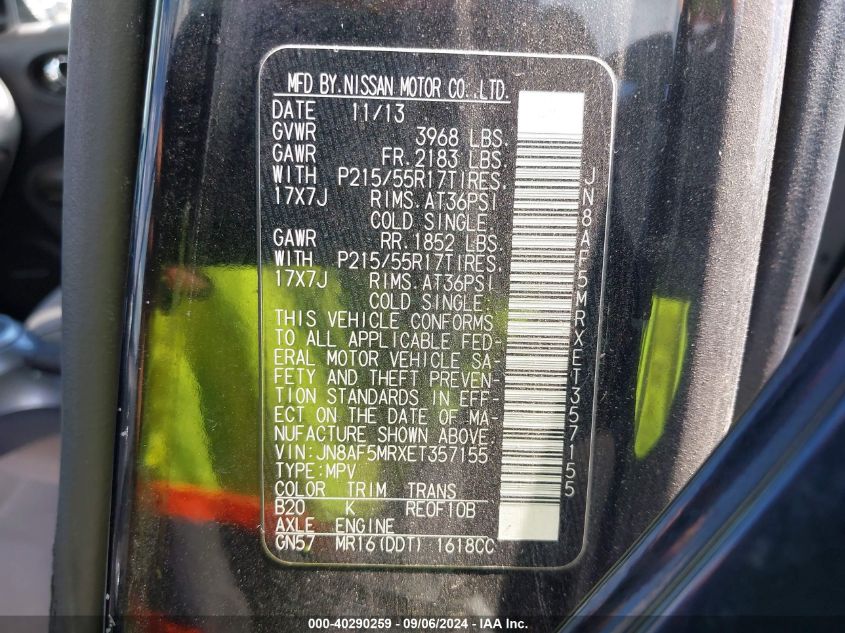 MFD BY.NISSAN MOTOR CO.,LTD.
DATE 11/13
GVWR 3968 LBS.
GAWR FR.2183 LBS.
WITH P215/55R17TIRES.
17X7J RIMS.AT36PSI
COLD SINGLE.
GAWR RR.1852 LBS.
WITH P215/55R17TIRES.
17X7J RIMS.AT36PSI
COLD SINGLE.
THIS VEHICLE CONFORMS
TO ALL APPLICABLE FED-
ERAL MOTOR VEHICLE SA-
FETY AND THEFT PREVEN-
TION STANDARDS IN EFF-
ECT ON THE DATE OF MA-
NUFACTURE SHOWN ABOVE.
VIN:JN8AF5MRXET357155
TYPE:MPV
COLOR TRIM TRANS
B20 K RE0F10B
AXLE ENGINE
GN57 MR16(DDT) 1618CC
JN8AF5MRXET357155
000-40290259 - 09/06/2024 - IAA Inc.